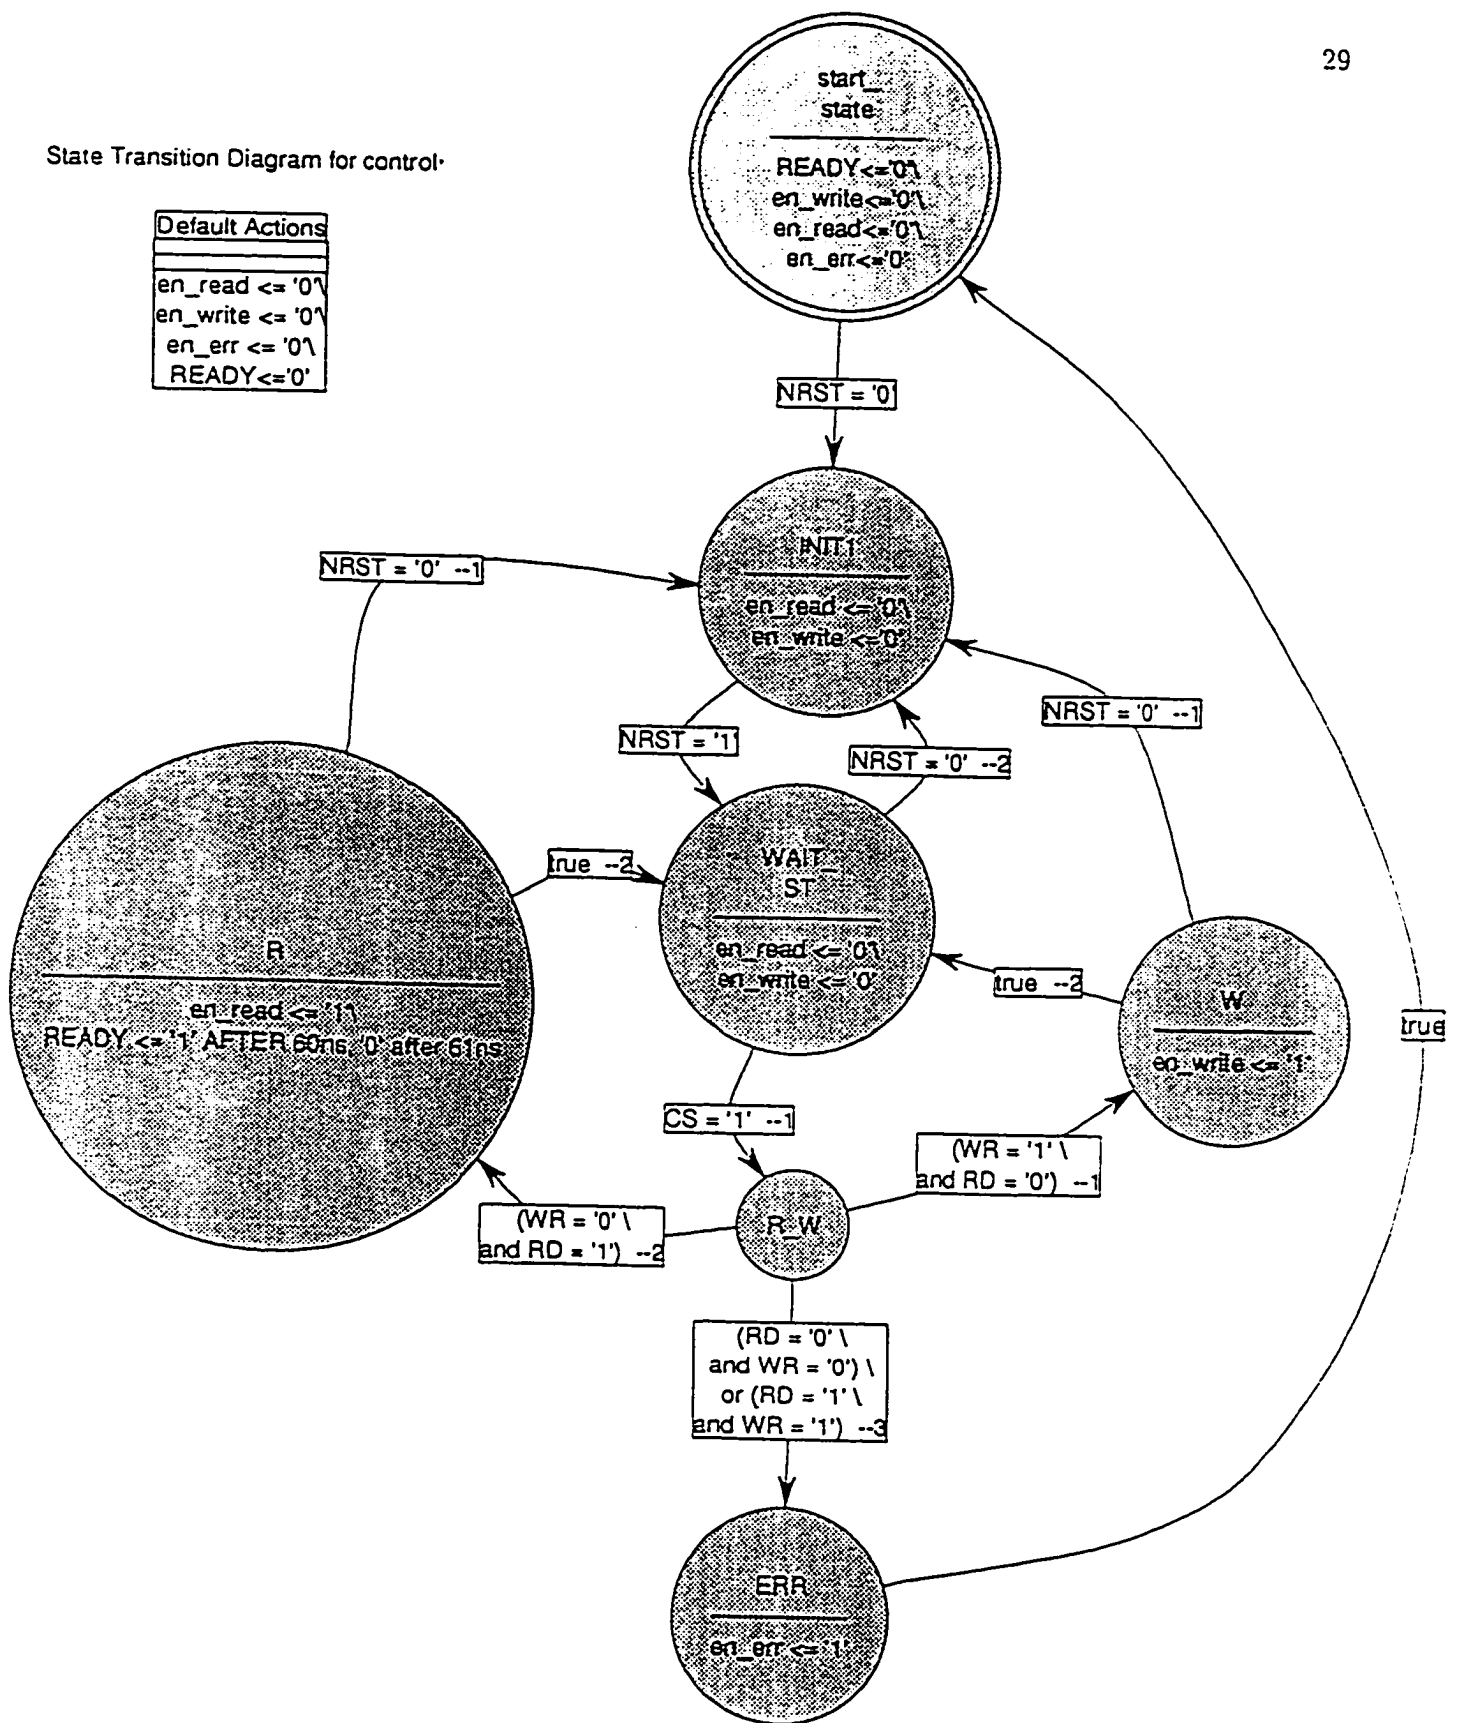 29
State Transition Diagram for control
Default Actions
en_read <= '0'\
en_write <= '0'\
en_err <= '0'\
READY<='0'
start_
state
READY<='0'\
en_write<='0'\
en_read<='0'\
en_err<='0'
NRST = '0'
INIT1
en_read <= '0'\
en_write <='0'
NRST = '0' --1
NRST = '1'
NRST = '0' --2
NRST = '0' --1
true --2
WAIT_
ST
en_read <= '0'\
en_write <= '0'
R
en_read <= '1'\
READY <= '1' AFTER 60ns, '0' after 61ns
true --2
W
en_write <= '1'
true
CS = '1' --1
(WR = '1' \
and RD = '0') --1
(WR = '0' \
and RD = '1') --2
R_W
(RD = '0' \
and WR = '0') \
or (RD = '1' \
and WR = '1') --3
ERR
en_err <= '1'